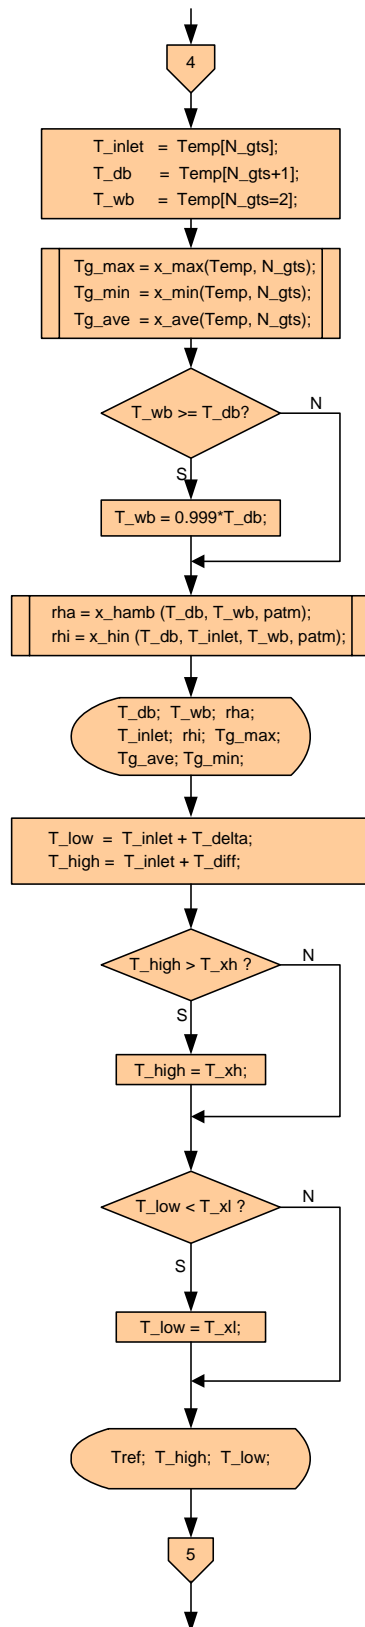 4
T_inlet = Temp[N_gts];
T_db = Temp[N_gts+1];
T_wb = Temp[N_gts=2];
Tg_max = x_max(Temp, N_gts);
Tg_min = x_min(Temp, N_gts);
Tg_ave = x_ave(Temp, N_gts);
T_wb >= T_db?
N
S
T_wb = 0.999*T_db;
rha = x_hamb (T_db, T_wb, patm);
rhi = x_hin (T_db, T_inlet, T_wb, patm);
T_db; T_wb; rha;
T_inlet; rhi; Tg_max;
Tg_ave; Tg_min;
T_low = T_inlet + T_delta;
T_high = T_inlet + T_diff;
T_high > T_xh ?
N
S
T_high = T_xh;
T_low < T_xl ?
N
S
T_low = T_xl;
Tref; T_high; T_low;
5